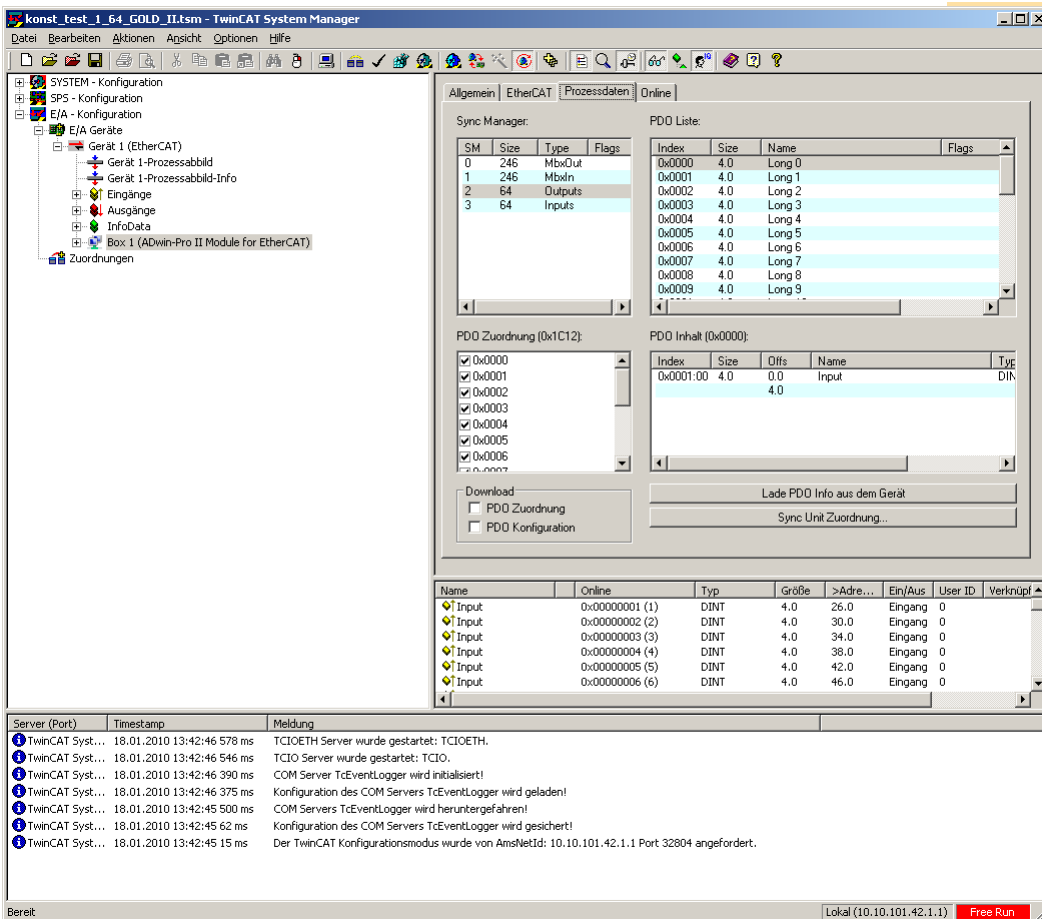 konst_test_1_64_GOLD_II.tsm - TwinCAT System Manager
Datei Bearbeiten Aktionen Ansicht Optionen Hilfe
SYSTEM - Konfiguration
SPS - Konfiguration
E/A - Konfiguration
E/A Geräte
Gerät 1 (EtherCAT)
Gerät 1-Prozessabbild
Gerät 1-Prozessabbild-Info
Eingänge
Ausgänge
InfoData
Box 1 (ADwin-Pro II Module for EtherCAT)
Zuordnungen
Allgemein EtherCAT Prozessdaten Online
Sync Manager:
SM Size Type Flags
0 246 MbxOut
1 246 MbxIn
2 64 Outputs
3 64 Inputs
PDO Liste:
Index Size Name Flags
0x0000 4.0 Long 0
0x0001 4.0 Long 1
0x0002 4.0 Long 2
0x0003 4.0 Long 3
0x0004 4.0 Long 4
0x0005 4.0 Long 5
0x0006 4.0 Long 6
0x0007 4.0 Long 7
0x0008 4.0 Long 8
0x0009 4.0 Long 9
PDO Zuordnung (0x1C12):
0x0000
0x0001
0x0002
0x0003
0x0004
0x0005
0x0006
PDO Inhalt (0x0000):
Index Size Offs Name Typ
0x0001:00 4.0 0.0 Input DIN
4.0
Download
PDO Zuordnung
PDO Konfiguration
Lade PDO Info aus dem Gerät
Sync Unit Zuordnung...
Name Online Typ Größe >Adre... Ein/Aus User ID Verknüpf
Input 0x00000001 (1) DINT 4.0 26.0 Eingang 0
Input 0x00000002 (2) DINT 4.0 30.0 Eingang 0
Input 0x00000003 (3) DINT 4.0 34.0 Eingang 0
Input 0x00000004 (4) DINT 4.0 38.0 Eingang 0
Input 0x00000005 (5) DINT 4.0 42.0 Eingang 0
Input 0x00000006 (6) DINT 4.0 46.0 Eingang 0
Server (Port) Timestamp Meldung
TwinCAT Syst... 18.01.2010 13:42:46 578 ms TCIOETH Server wurde gestartet: TCIOETH.
TwinCAT Syst... 18.01.2010 13:42:46 546 ms TCIO Server wurde gestartet: TCIO.
TwinCAT Syst... 18.01.2010 13:42:46 390 ms COM Server TcEventLogger wird initialisiert!
TwinCAT Syst... 18.01.2010 13:42:46 375 ms Konfiguration des COM Servers TcEventLogger wird geladen!
TwinCAT Syst... 18.01.2010 13:42:45 500 ms COM Servers TcEventLogger wird heruntergefahren!
TwinCAT Syst... 18.01.2010 13:42:45 62 ms Konfiguration des COM Servers TcEventLogger wird gesichert!
TwinCAT Syst... 18.01.2010 13:42:45 15 ms Der TwinCAT Konfigurationsmodus wurde von AmsNetId: 10.10.101.42.1.1 Port 32804 angefordert.
Bereit Lokal (10.10.101.42.1.1) Free Run